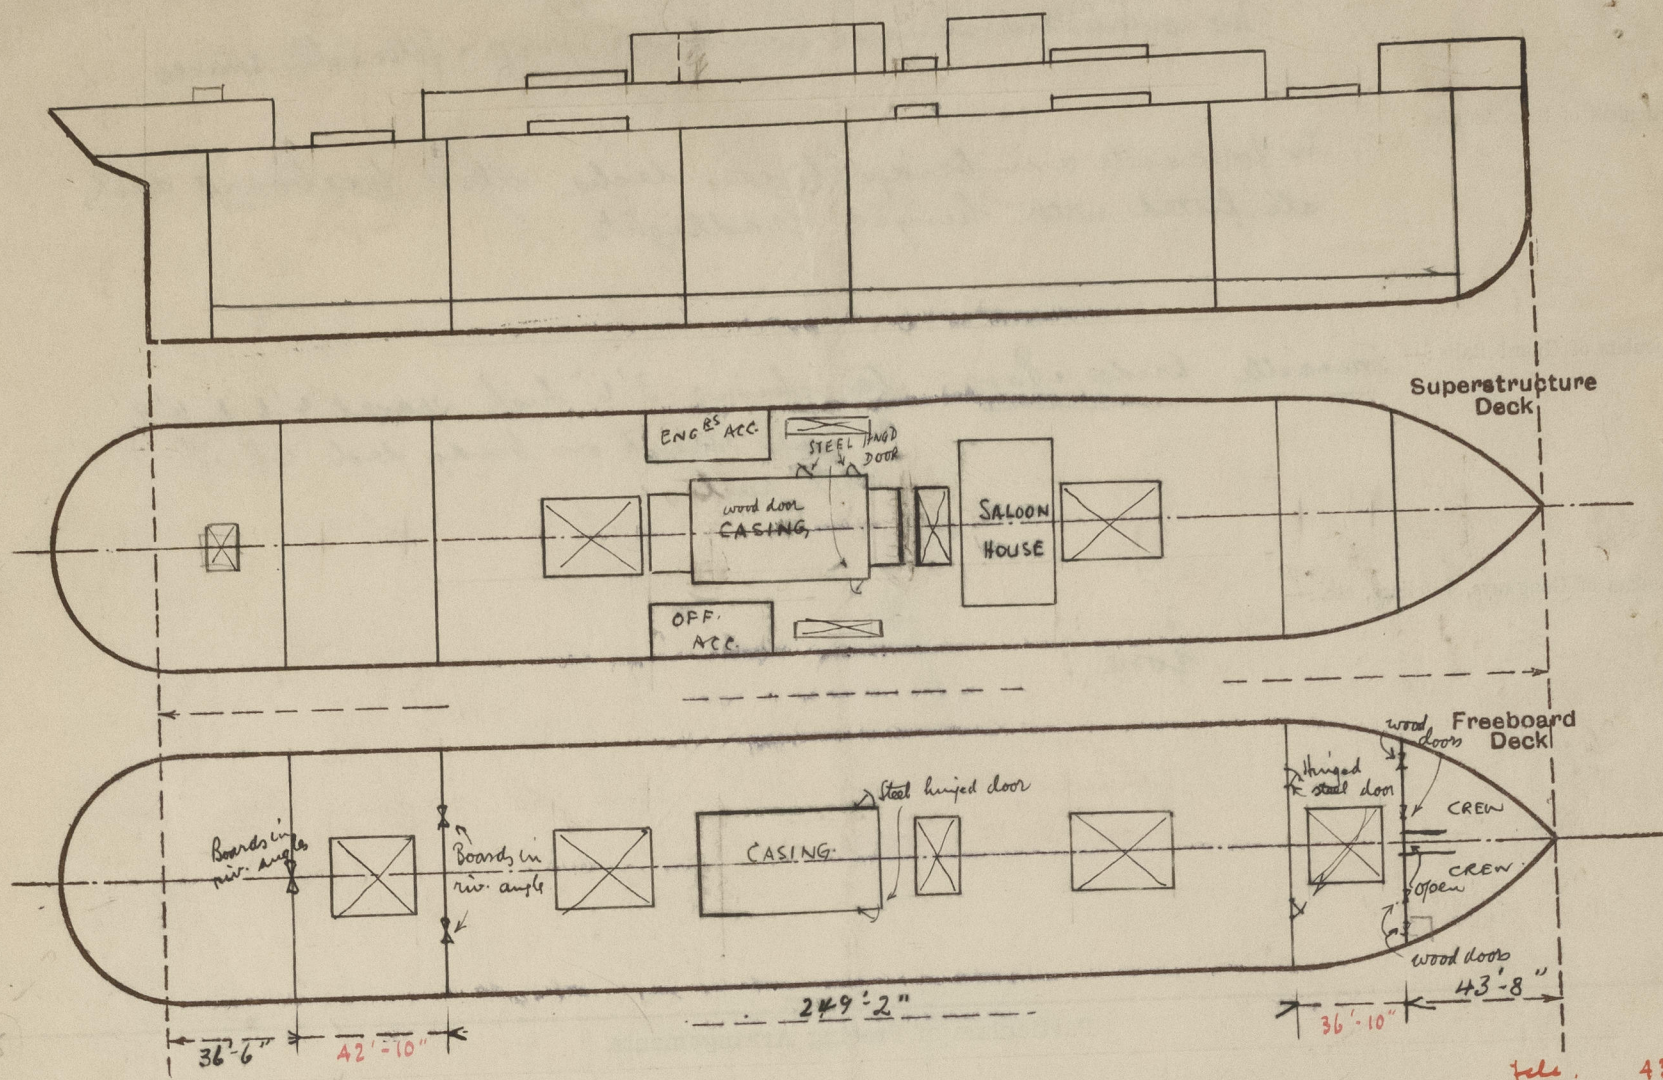 Superstructure
Deck
ENGRS ACC.
STEEL HNGD
DOOR
wood door
CASING
SALOON
HOUSE
OFF.
ACC.
Freeboard
Deck
wood
doors
Hinged
steel door
Steel hinged door
CREW
CASING
Boards in
riv. angles
Boards in
riv. angle
CREW
open
wood doors
43'-8"
249'-2"
36'-10"
36'-6"
42'-10"